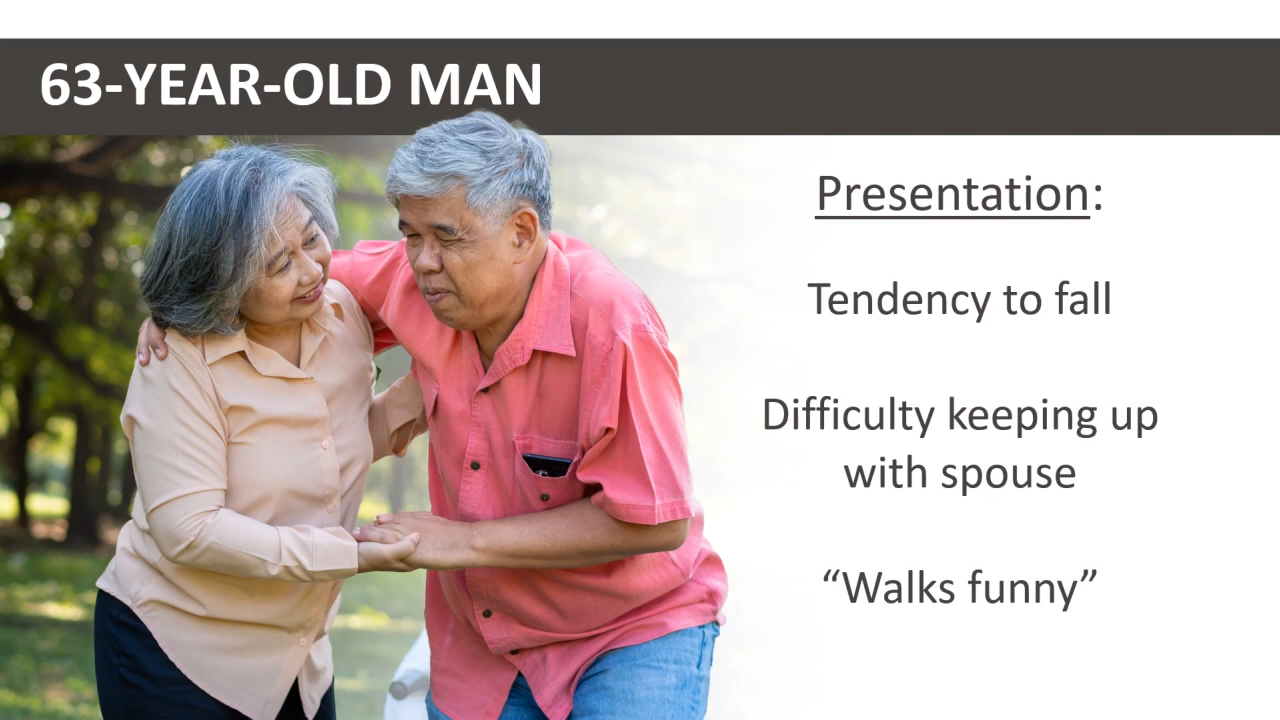 63-YEAR-OLD MAN
Presentation:
Tendency to fall
Difficulty keeping up
with spouse
“Walks funny”